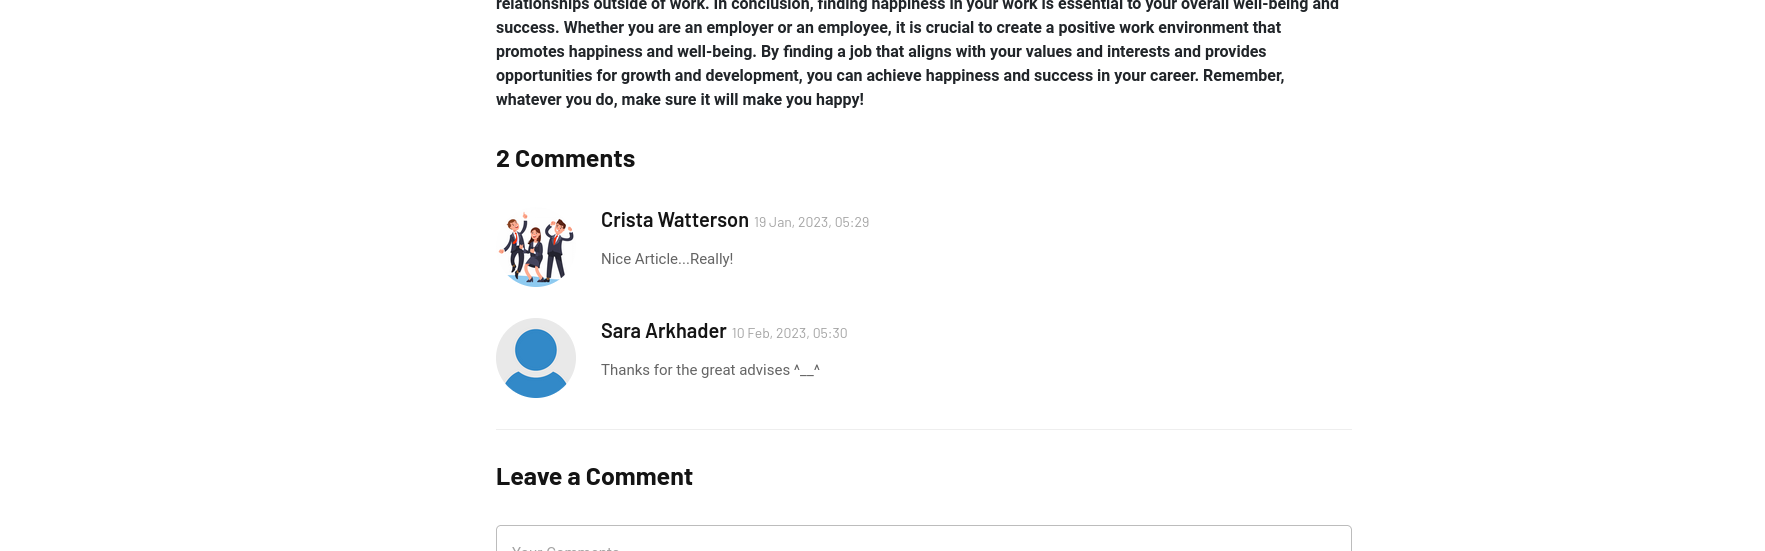 relationships outside of work. In conclusion, finding happiness in your work is essential to your overall well-being and
success. Whether you are an employer or an employee, it is crucial to create a positive work environment that
promotes happiness and well-being. By finding a job that aligns with your values and interests and provides
opportunities for growth and development, you can achieve happiness and success in your career. Remember,
whatever you do, make sure it will make you happy!
2 Comments
Crista Watterson 19 Jan, 2023, 05:29
Nice Article...Really!
Sara Arkhader 10 Feb, 2023, 05:30
Thanks for the great advises ^__^
Leave a Comment
Your Comments